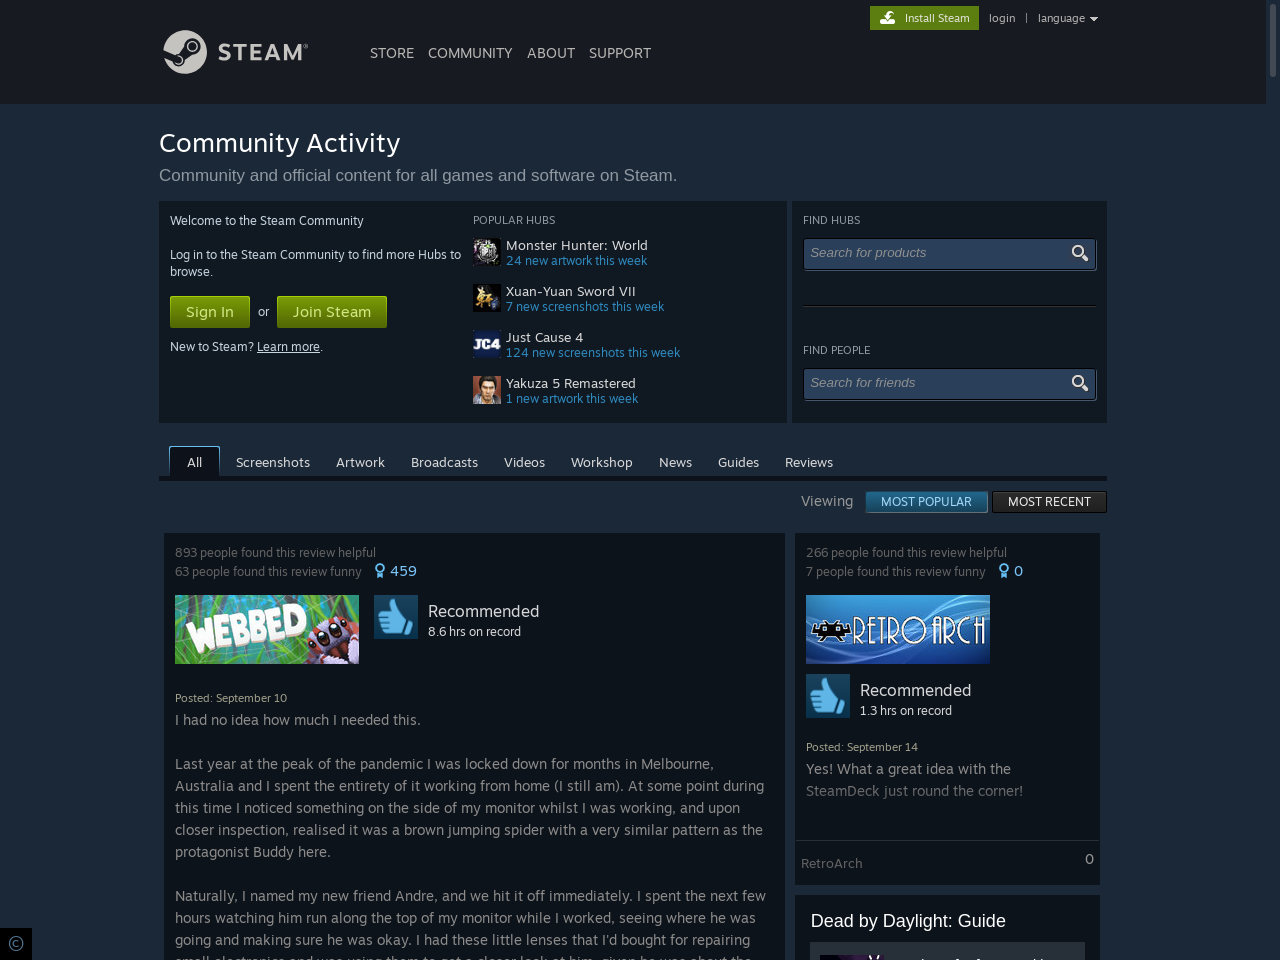 Install Steam
login | language
STEAM®
STORE COMMUNITY ABOUT SUPPORT
Community Activity
Community and official content for all games and software on Steam.
Welcome to the Steam Community
Log in to the Steam Community to find more Hubs to
browse.
Sign In or Join Steam
New to Steam? Learn more.
POPULAR HUBS
Monster Hunter: World
24 new artwork this week
Xuan-Yuan Sword VII
7 new screenshots this week
JC4
Just Cause 4
124 new screenshots this week
Yakuza 5 Remastered
1 new artwork this week
FIND HUBS
Search for products
FIND PEOPLE
Search for friends
All Screenshots Artwork Broadcasts Videos Workshop News Guides Reviews
Viewing MOST POPULAR MOST RECENT
893 people found this review helpful
63 people found this review funny 459
WEBBED
Recommended
8.6 hrs on record
Posted: September 10
I had no idea how much I needed this.
Last year at the peak of the pandemic I was locked down for months in Melbourne,
Australia and I spent the entirety of it working from home (I still am). At some point during
this time I noticed something on the side of my monitor whilst I was working, and upon
closer inspection, realised it was a brown jumping spider with a very similar pattern as the
protagonist Buddy here.
Naturally, I named my new friend Andre, and we hit it off immediately. I spent the next few
hours watching him run along the top of my monitor while I worked, seeing where he was
going and making sure he was okay. I had these little lenses that I'd bought for repairing
266 people found this review helpful
7 people found this review funny 0
RETROARCH
Recommended
1.3 hrs on record
Posted: September 14
Yes! What a great idea with the
SteamDeck just round the corner!
RetroArch 0
Dead by Daylight: Guide
©